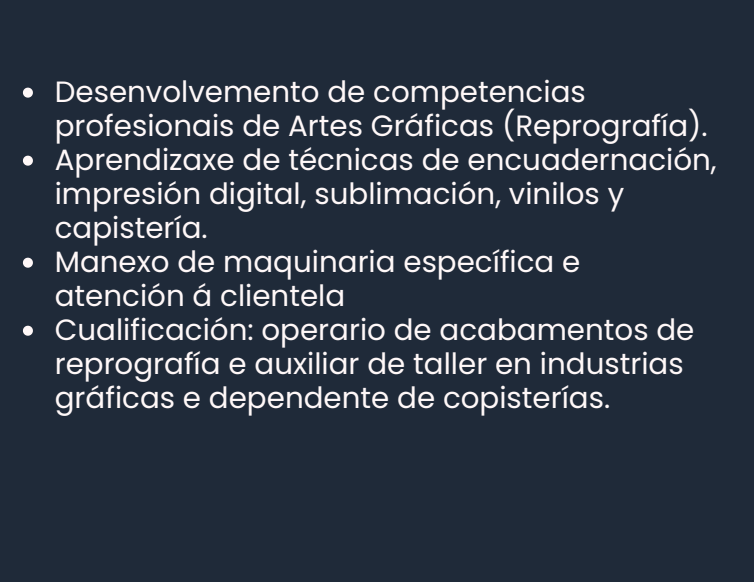 • Desenvolvemento de competencias
profesionais de Artes Gráficas (Reprografía).
• Aprendizaxe de técnicas de encuadernación,
impresión digital, sublimación, vinilos y
capistería.
• Manexo de maquinaria específica e
atención á clientela
• Cualificación: operario de acabamentos de
reprografía e auxiliar de taller en industrias
gráficas e dependente de copisterías.